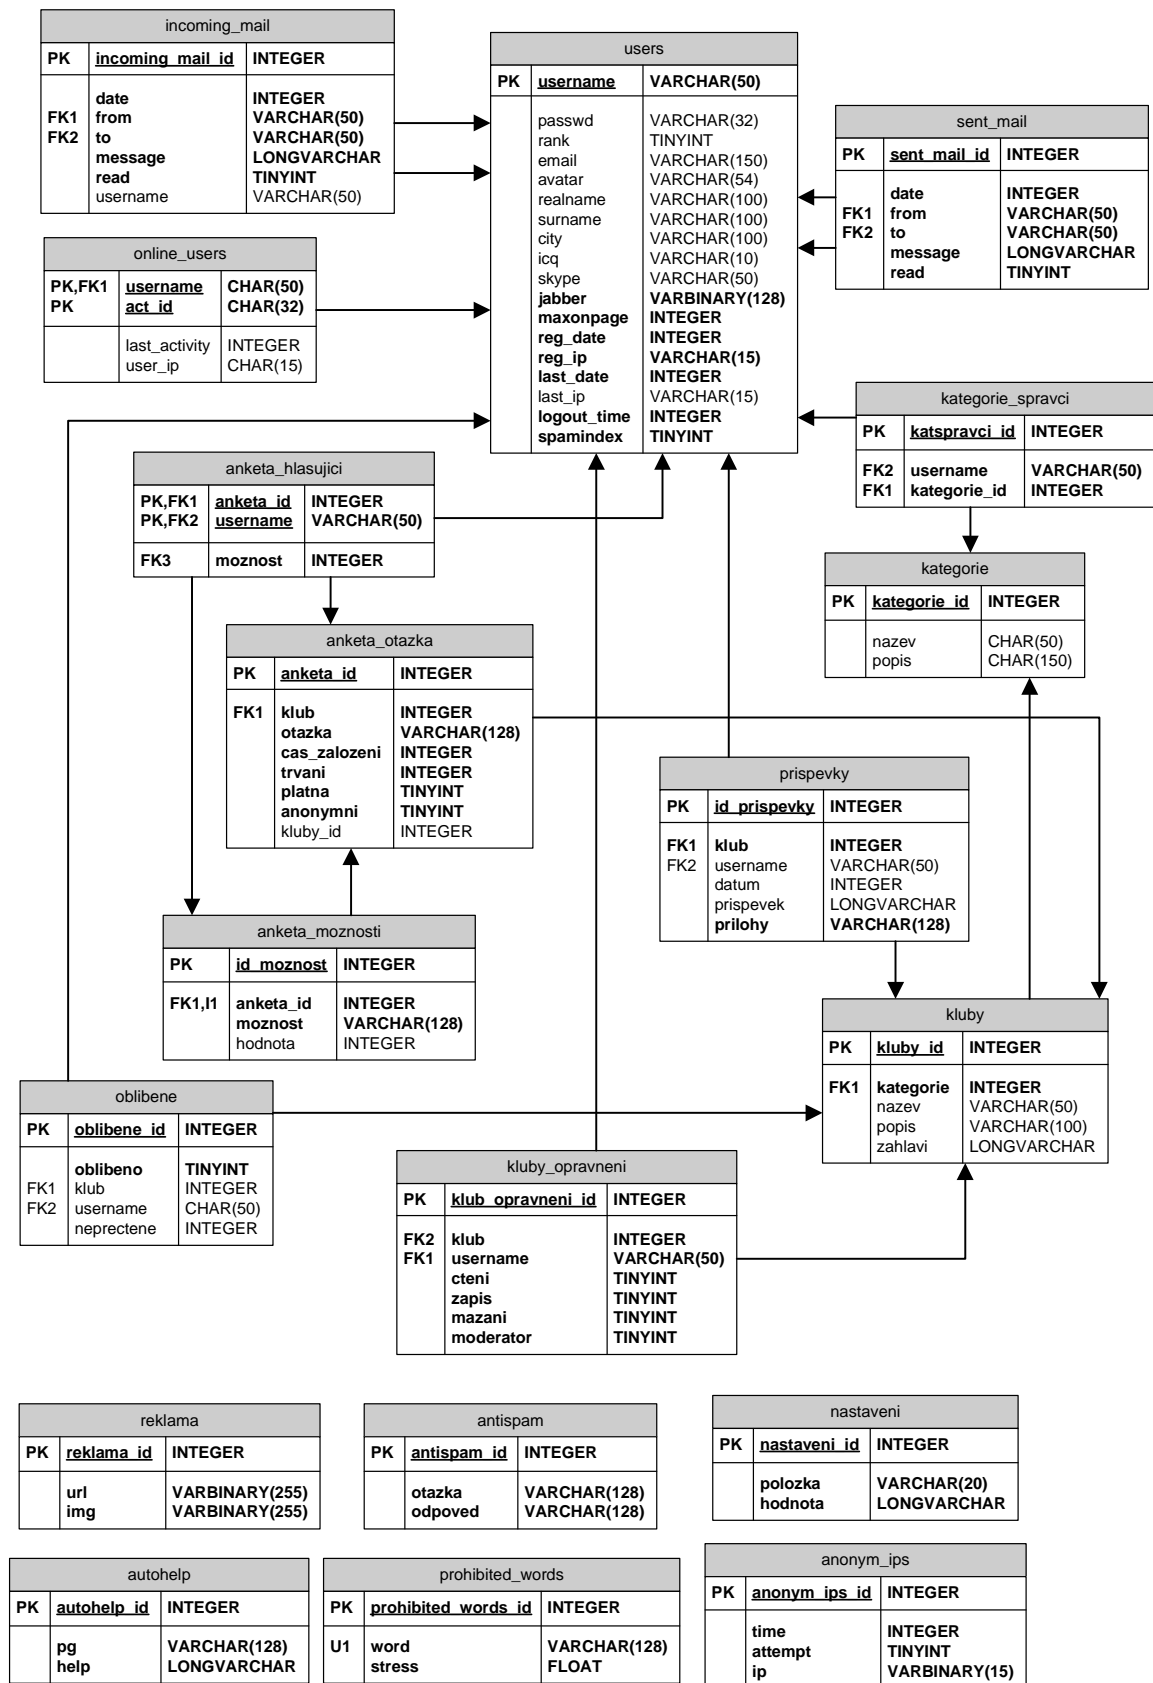 incoming_mail
PK incoming_mail_id INTEGER
date INTEGER
FK1 from VARCHAR(50)
FK2 to VARCHAR(50)
message LONGVARCHAR
read TINYINT
username VARCHAR(50)
users
PK username VARCHAR(50)
passwd VARCHAR(32)
rank TINYINT
email VARCHAR(150)
avatar VARCHAR(54)
realname VARCHAR(100)
surname VARCHAR(100)
city VARCHAR(100)
icq VARCHAR(10)
skype VARCHAR(50)
jabber VARBINARY(128)
maxonpage INTEGER
reg_date INTEGER
reg_ip VARCHAR(15)
last_date INTEGER
last_ip VARCHAR(15)
logout_time INTEGER
spamindex TINYINT
sent_mail
PK sent_mail_id INTEGER
date INTEGER
FK1 from VARCHAR(50)
FK2 to VARCHAR(50)
message LONGVARCHAR
read TINYINT
online_users
PK,FK1 username CHAR(50)
PK act_id CHAR(32)
last_activity INTEGER
user_ip CHAR(15)
kategorie_spravci
PK katspravci_id INTEGER
FK2 username VARCHAR(50)
FK1 kategorie_id INTEGER
anketa_hlasujici
PK,FK1 anketa_id INTEGER
PK,FK2 username VARCHAR(50)
FK3 moznost INTEGER
kategorie
PK kategorie_id INTEGER
nazev CHAR(50)
popis CHAR(150)
anketa_otazka
PK anketa_id INTEGER
FK1 klub INTEGER
otazka VARCHAR(128)
cas_zalozeni INTEGER
trvani INTEGER
platna TINYINT
anonymni TINYINT
kluby_id INTEGER
prispevky
PK id_prispevky INTEGER
FK1 klub INTEGER
FK2 username VARCHAR(50)
datum INTEGER
prispevek LONGVARCHAR
prilohy VARCHAR(128)
anketa_moznosti
PK id_moznost INTEGER
FK1,I1 anketa_id INTEGER
moznost VARCHAR(128)
hodnota INTEGER
kluby
PK kluby_id INTEGER
FK1 kategorie INTEGER
nazev VARCHAR(50)
popis VARCHAR(100)
zahlavi LONGVARCHAR
oblibene
PK oblibene_id INTEGER
oblibeno TINYINT
FK1 klub INTEGER
FK2 username CHAR(50)
neprectene INTEGER
kluby_opravneni
PK klub_opravneni_id INTEGER
FK2 klub INTEGER
FK1 username VARCHAR(50)
cteni TINYINT
zapis TINYINT
mazani TINYINT
moderator TINYINT
reklama
PK reklama_id INTEGER
url VARBINARY(255)
img VARBINARY(255)
antispam
PK antispam_id INTEGER
otazka VARCHAR(128)
odpoved VARCHAR(128)
nastaveni
PK nastaveni_id INTEGER
polozka VARCHAR(20)
hodnota LONGVARCHAR
autohelp
PK autohelp_id INTEGER
pg VARCHAR(128)
help LONGVARCHAR
prohibited_words
PK prohibited_words_id INTEGER
U1 word VARCHAR(128)
stress FLOAT
anonym_ips
PK anonym_ips_id INTEGER
time INTEGER
attempt TINYINT
ip VARBINARY(15)